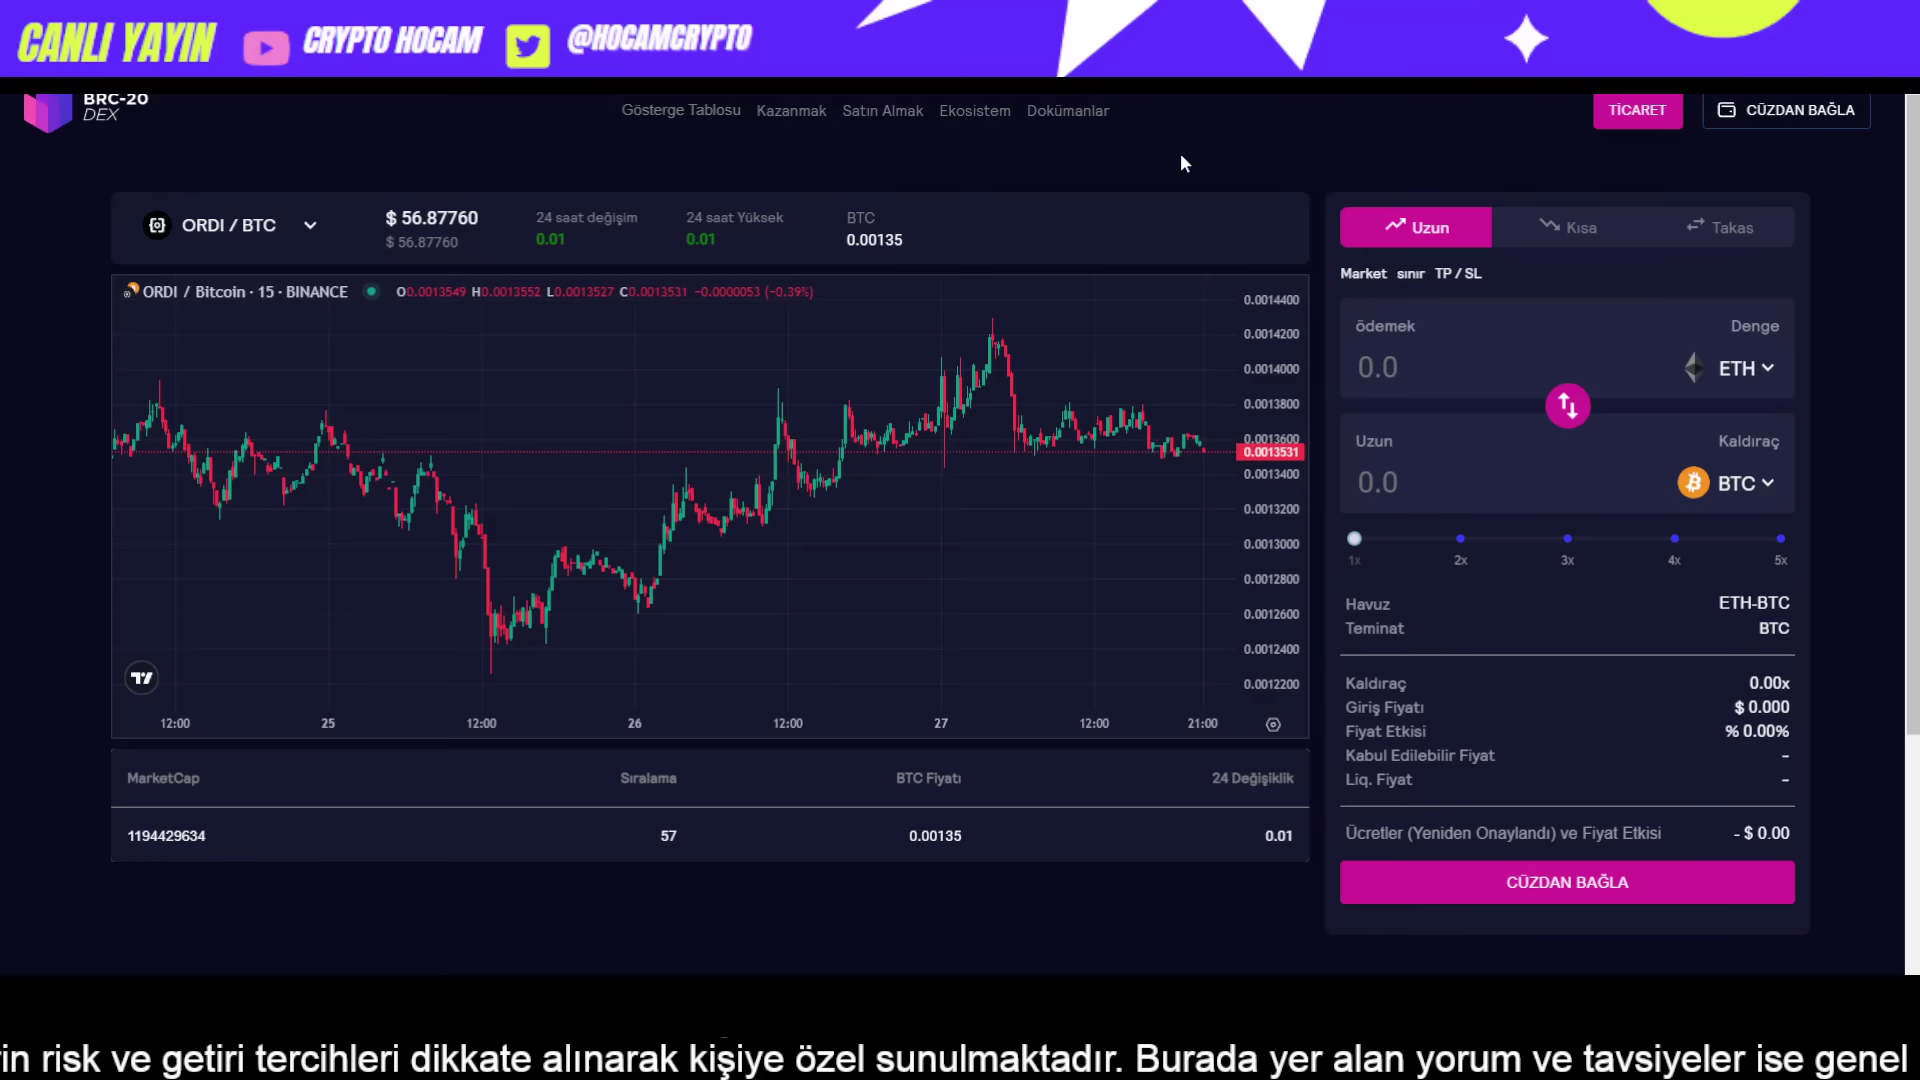 CANLI YAYIN CRYPTO HOCAM @HOCAMCRYPTO
BRC-20
DEX
Gösterge Tablosu Kazanmak Satın Almak Ekosistem Dokümanlar
TİCARET CÜZDAN BAĞLA
ORDI / BTC
$ 56.87760
$ 56.87760
24 saat değişim
0.01
24 saat Yüksek
0.01
BTC
0.00135
ORDI / Bitcoin · 15 · BINANCE O0.0013549 H0.0013552 L0.0013527 C0.0013531 -0.0000053 (-0.39%)
0.0014400
0.0014200
0.0014000
0.0013800
0.0013600
0.0013531
0.0013400
0.0013200
0.0013000
0.0012800
0.0012600
0.0012400
0.0012200
12:00 25 12:00 26 12:00 27 12:00 21:00
MarketCap Sıralama BTC Fiyatı 24 Değişiklik
1194429634 57 0.00135 0.01
Uzun Kısa Takas
Market sınır TP / SL
ödemek Denge
0.0 ETH
Uzun Kaldıraç
0.0 BTC
1x 2x 3x 4x 5x
Havuz ETH-BTC
Teminat BTC
Kaldıraç 0.00x
Giriş Fiyatı $ 0.000
Fiyat Etkisi % 0.00%
Kabul Edilebilir Fiyat -
Liq. Fiyat -
Ücretler (Yeniden Onaylandı) ve Fiyat Etkisi - $ 0.00
CÜZDAN BAĞLA
in risk ve getiri tercihleri dikkate alınarak kişiye özel sunulmaktadır. Burada yer alan yorum ve tavsiyeler ise genel